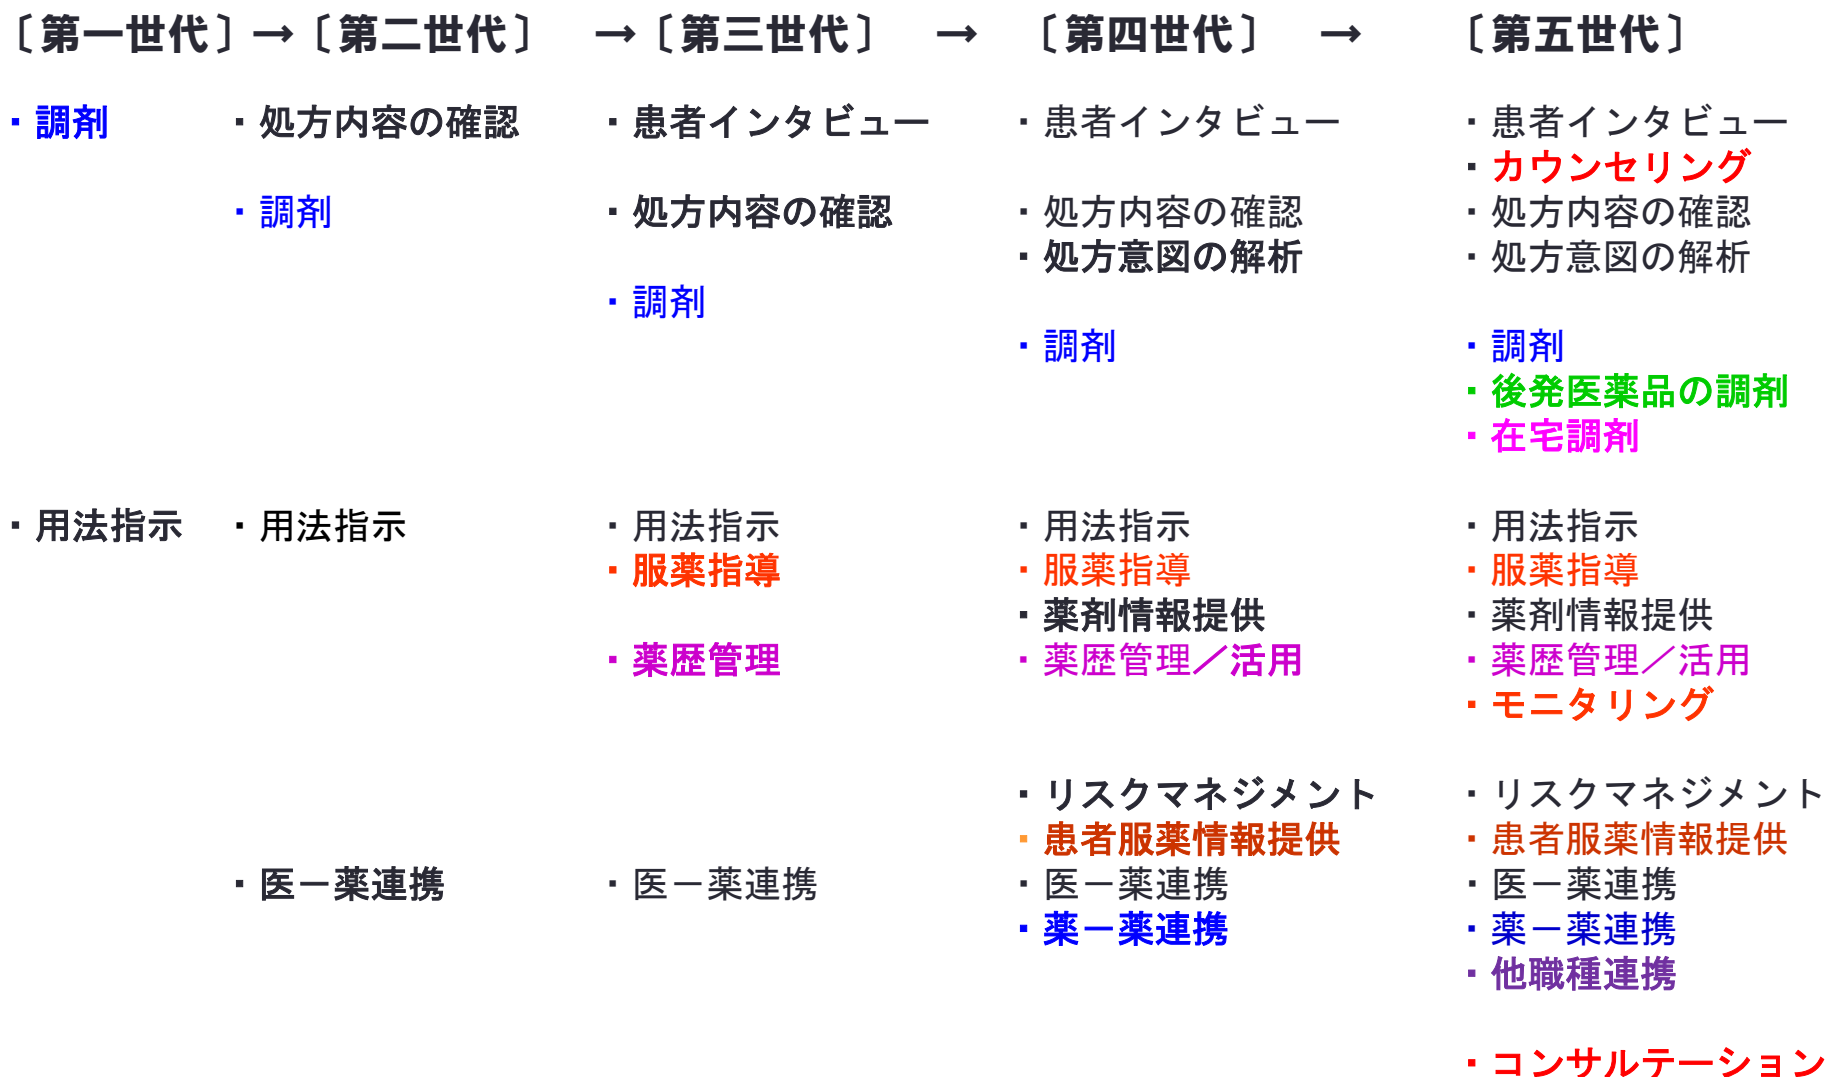 〔第一世代〕→〔第二世代〕 →〔第三世代〕 → 〔第四世代〕 → 〔第五世代〕
・調剤 ・処方内容の確認 ・患者インタビュー ・患者インタビュー ・患者インタビュー
・カウンセリング
・調剤 ・処方内容の確認 ・処方内容の確認 ・処方内容の確認
・処方意図の解析 ・処方意図の解析
・調剤
・調剤 ・調剤
・後発医薬品の調剤
・在宅調剤
・用法指示 ・用法指示 ・用法指示 ・用法指示 ・用法指示
・服薬指導 ・服薬指導 ・服薬指導
・薬剤情報提供 ・薬剤情報提供
・薬歴管理 ・薬歴管理／活用 ・薬歴管理／活用
・モニタリング
・リスクマネジメント ・リスクマネジメント
・患者服薬情報提供 ・患者服薬情報提供
・医－薬連携 ・医－薬連携 ・医－薬連携 ・医－薬連携
・薬－薬連携 ・薬－薬連携
・他職種連携
・コンサルテーション